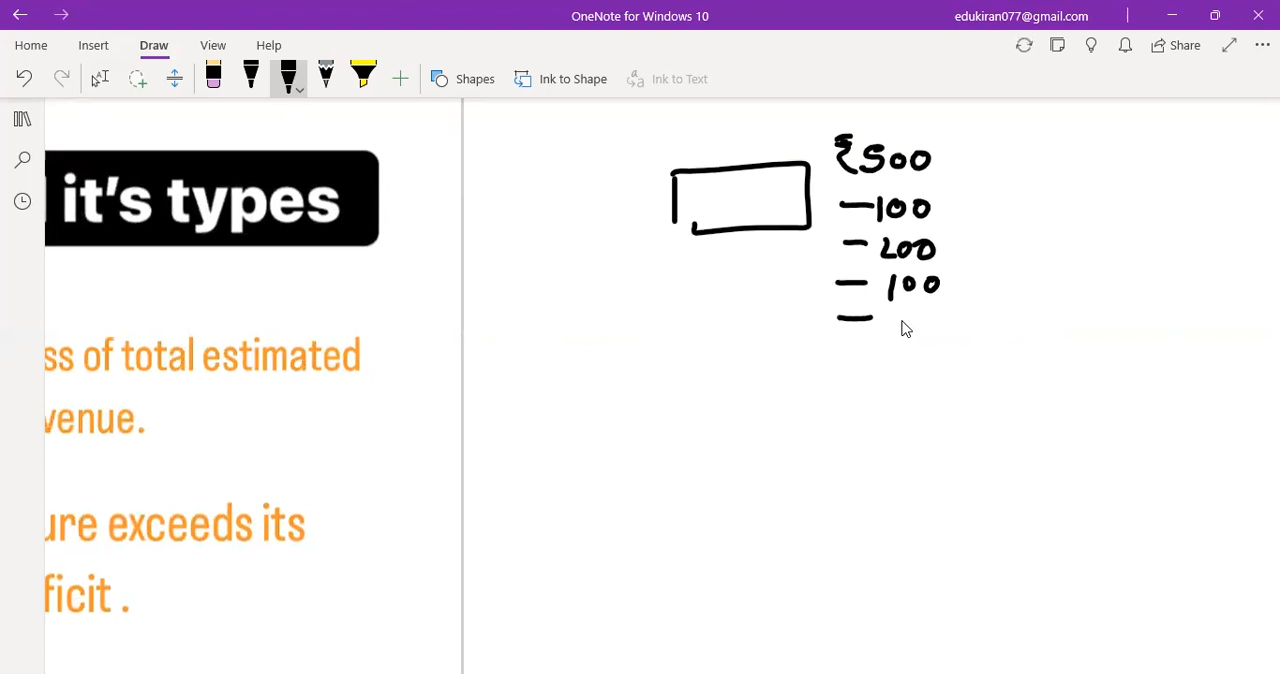 OneNote for Windows 10
edukiran077@gmail.com
Home Insert Draw View Help
Share
Shapes
Ink to Shape
Ink to Text
it's types
ss of total estimated
venue.
ure exceeds its
ficit .
₹500
— 100
— 200
— 100
—